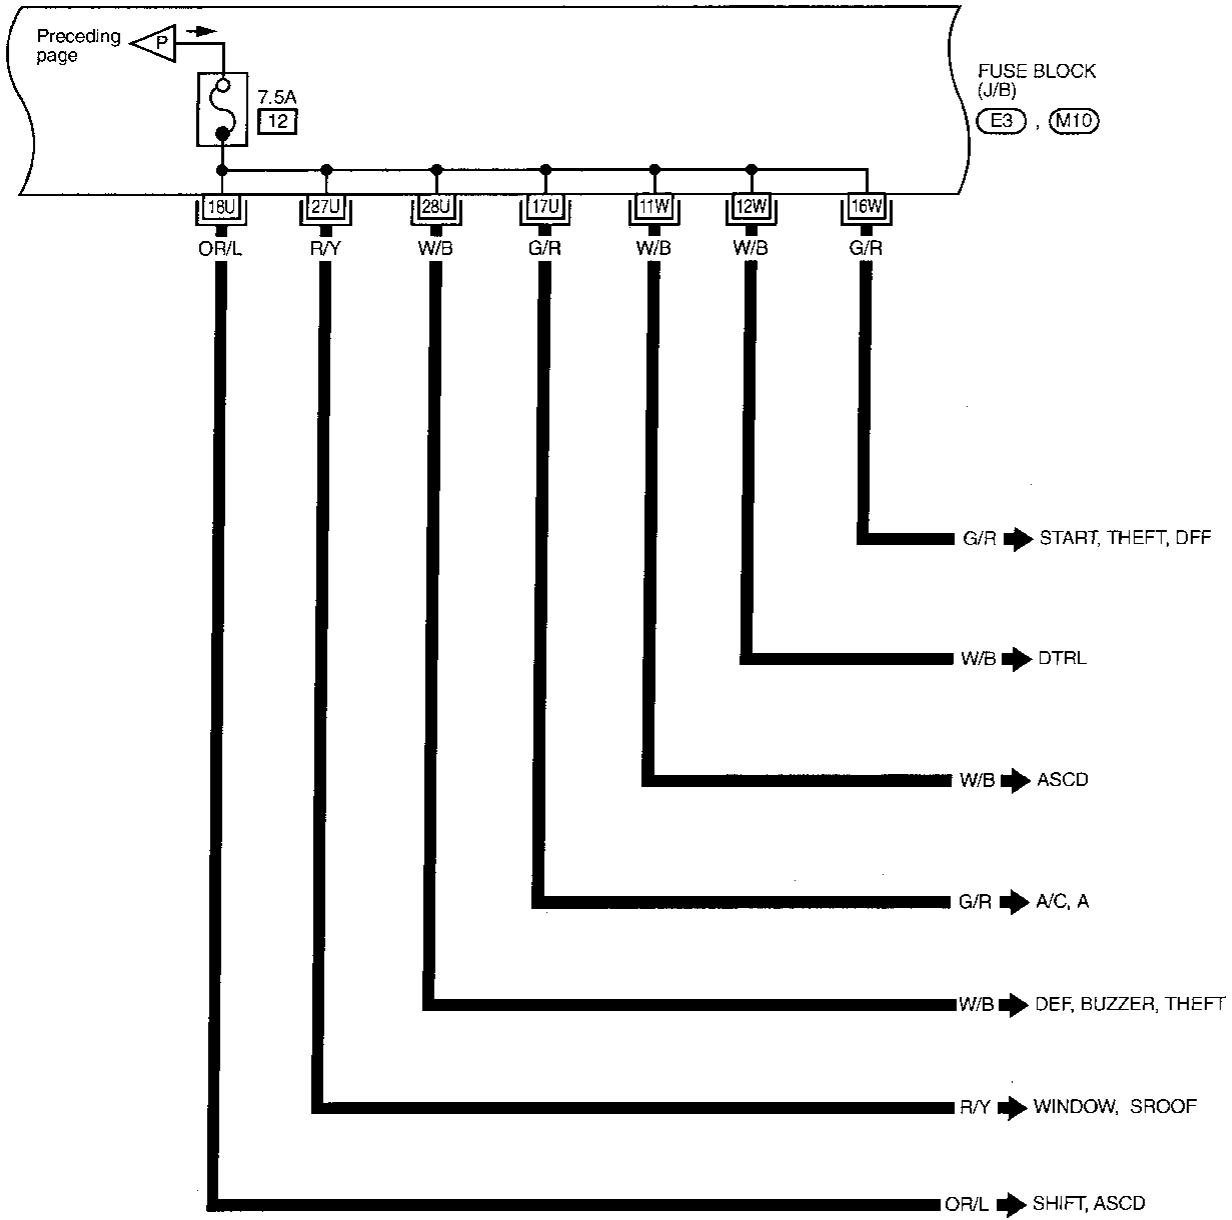 Preceding
page
P
7.5A
12
FUSE BLOCK
(J/B)
E3 , M10
18U 27U 28U 17U 11W 12W 16W
OR/L R/Y W/B G/R W/B W/B G/R
G/R START, THEFT, DFF
W/B DTRL
W/B ASCD
G/R A/C, A
W/B DEF, BUZZER, THEFT
R/Y WINDOW, SROOF
OR/L SHIFT, ASCD